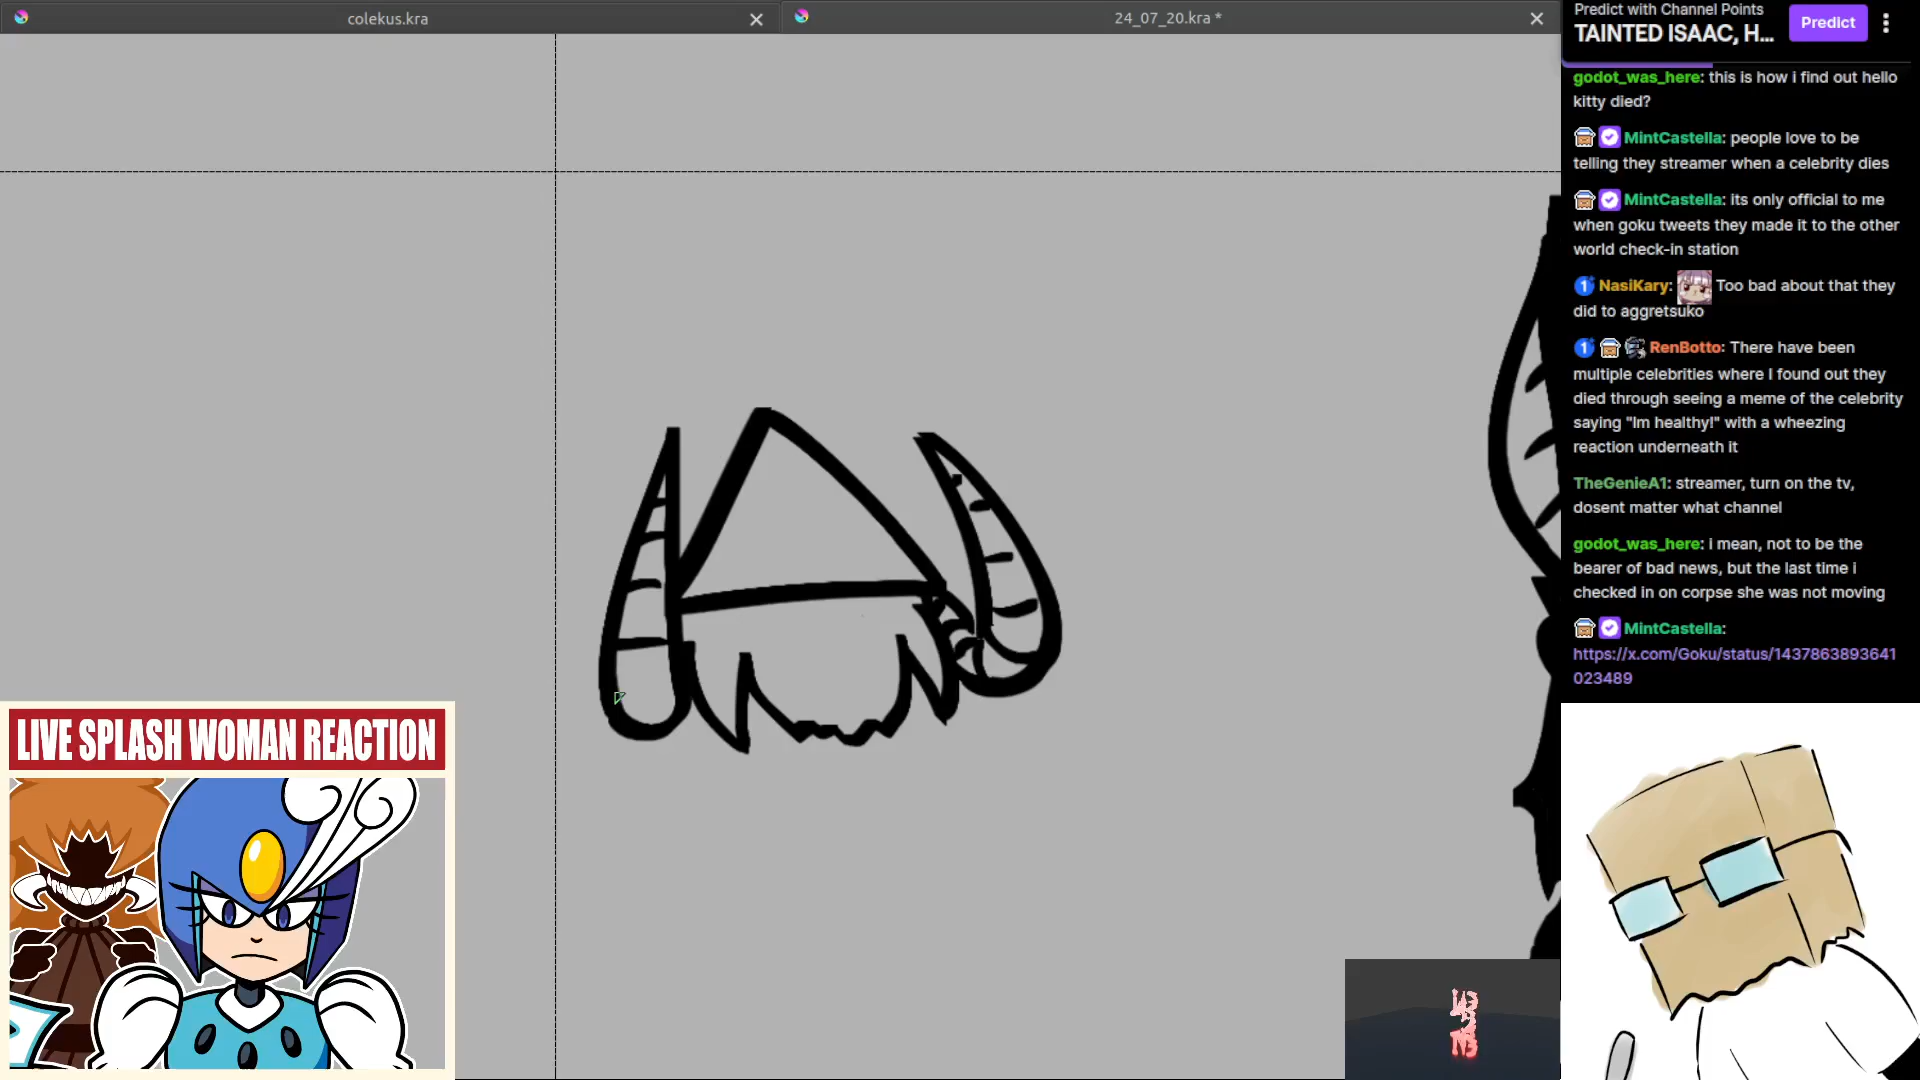 colekus.kra
24_07_20.kra *
Predict with Channel Points
TAINTED ISAAC, H...
Predict
godot_was_here: this is how i find out hello
kitty died?
MintCastella: people love to be
telling they streamer when a celebrity dies
MintCastella: its only official to me
when goku tweets they made it to the other
world check-in station
1 NasiKary: Too bad about that they
did to aggretsuko
1 RenBotto: There have been
multiple celebrities where I found out they
died through seeing a meme of the celebrity
saying "Im healthy!" with a wheezing
reaction underneath it
TheGenieA1: streamer, turn on the tv,
dosent matter what channel
godot_was_here: i mean, not to be the
bearer of bad news, but the last time i
checked in on corpse she was not moving
MintCastella:
https://x.com/Goku/status/1437863893641
023489
LIVE SPLASH WOMAN REACTION